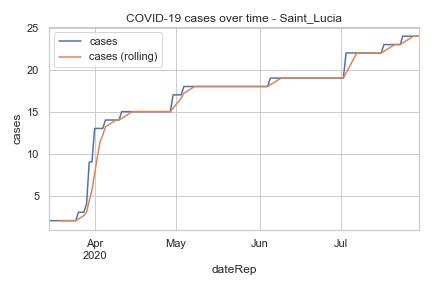 COVID-19 cases over time - Saint_Lucia
cases
cases (rolling)
25
20
15
10
5
cases
Apr
2020
May
Jun
Jul
dateRep